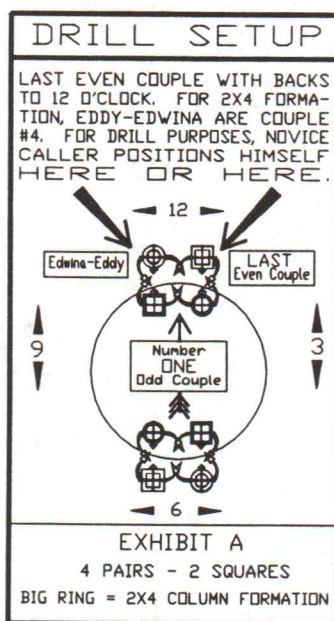 DRILL SETUP
LAST EVEN COUPLE WITH BACKS
TO 12 O'CLOCK. FOR 2X4 FORMA-
TION, EDDY-EDWINA ARE COUPLE
#4. FOR DRILL PURPOSES, NOVICE
CALLER POSITIONS HIMSELF
HERE OR HERE.
12
Edwina-Eddy
LAST
Even Couple
9
3
Number
ONE
Odd Couple
6
EXHIBIT A
4 PAIRS - 2 SQUARES
BIG RING = 2X4 COLUMN FORMATION